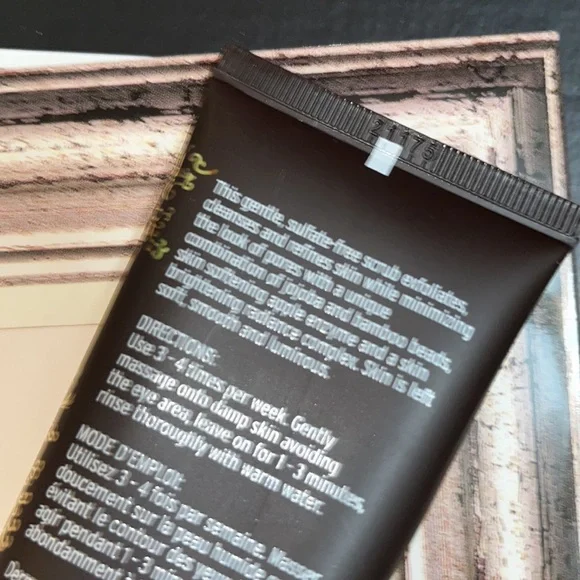 21175
This gentle, sulfate-free scrub exfoliates,
cleanses and refines skin while minimizing
the look of pores with a unique
combination of jojoba and bamboo beads,
skin softening apple enzyme and a skin
brightening radiance complex. Skin is left
soft, smooth and luminous.
DIRECTIONS:
Use 3 - 4 times per week. Gently
massage onto damp skin avoiding
the eye area, leave on for 1 - 3 minutes,
rinse thoroughly with warm water.
MODE D'EMPLOI:
Utilisez 3 - 4 fois par semaine. Masser
doucement sur la peau humide
évitant le contour des yeux
agir pendant 1 - 3 min
abondamment à